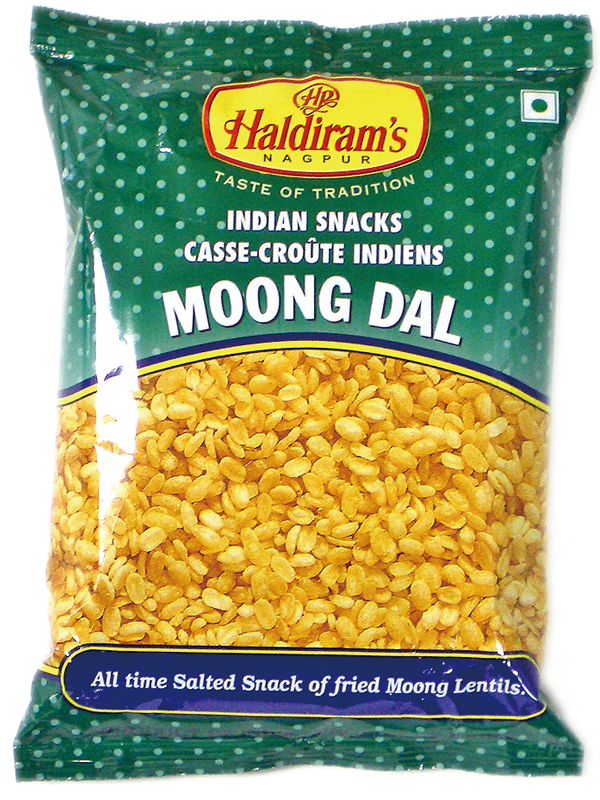 HR
Haldiram's
NAGPUR
TASTE OF TRADITION
INDIAN SNACKS
CASSE-CROÛTE INDIENS
MOONG DAL
All time Salted Snack of fried Moong Lentils.